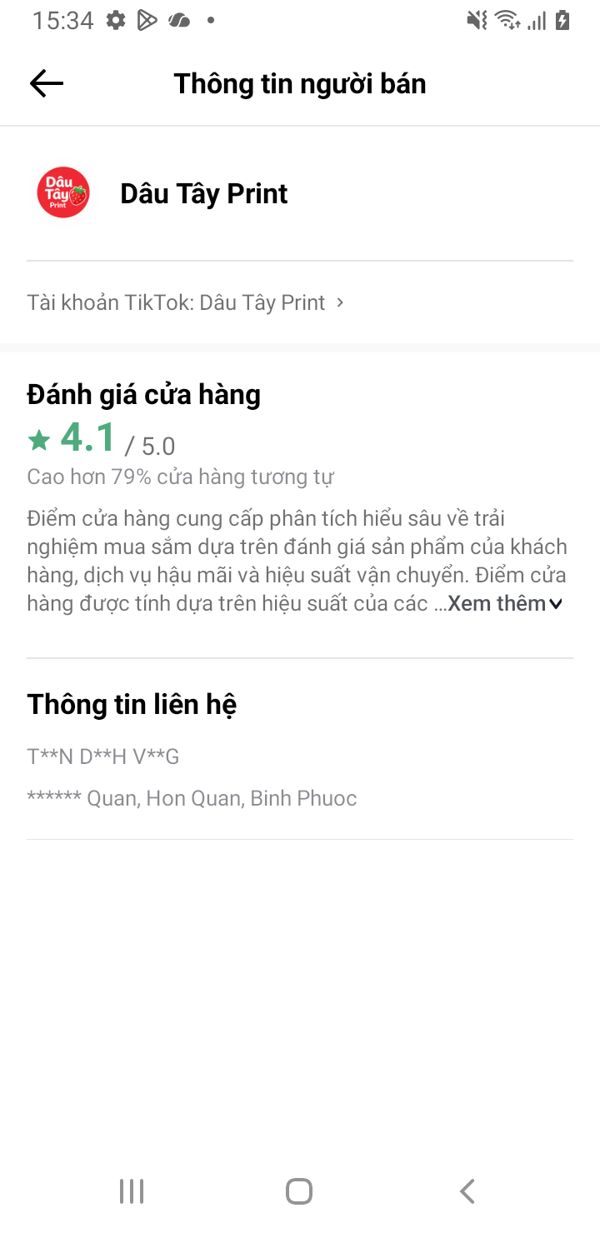 15:34
Thông tin người bán
Dâu
Tây
Print
Dâu Tây Print
Tài khoản TikTok: Dâu Tây Print >
Đánh giá cửa hàng
4.1 / 5.0
Cao hơn 79% cửa hàng tương tự
Điểm cửa hàng cung cấp phân tích hiểu sâu về trải
nghiệm mua sắm dựa trên đánh giá sản phẩm của khách
hàng, dịch vụ hậu mãi và hiệu suất vận chuyển. Điểm cửa
hàng được tính dựa trên hiệu suất của các ...Xem thêm
Thông tin liên hệ
T**N D**H V**G
****** Quan, Hon Quan, Binh Phuoc